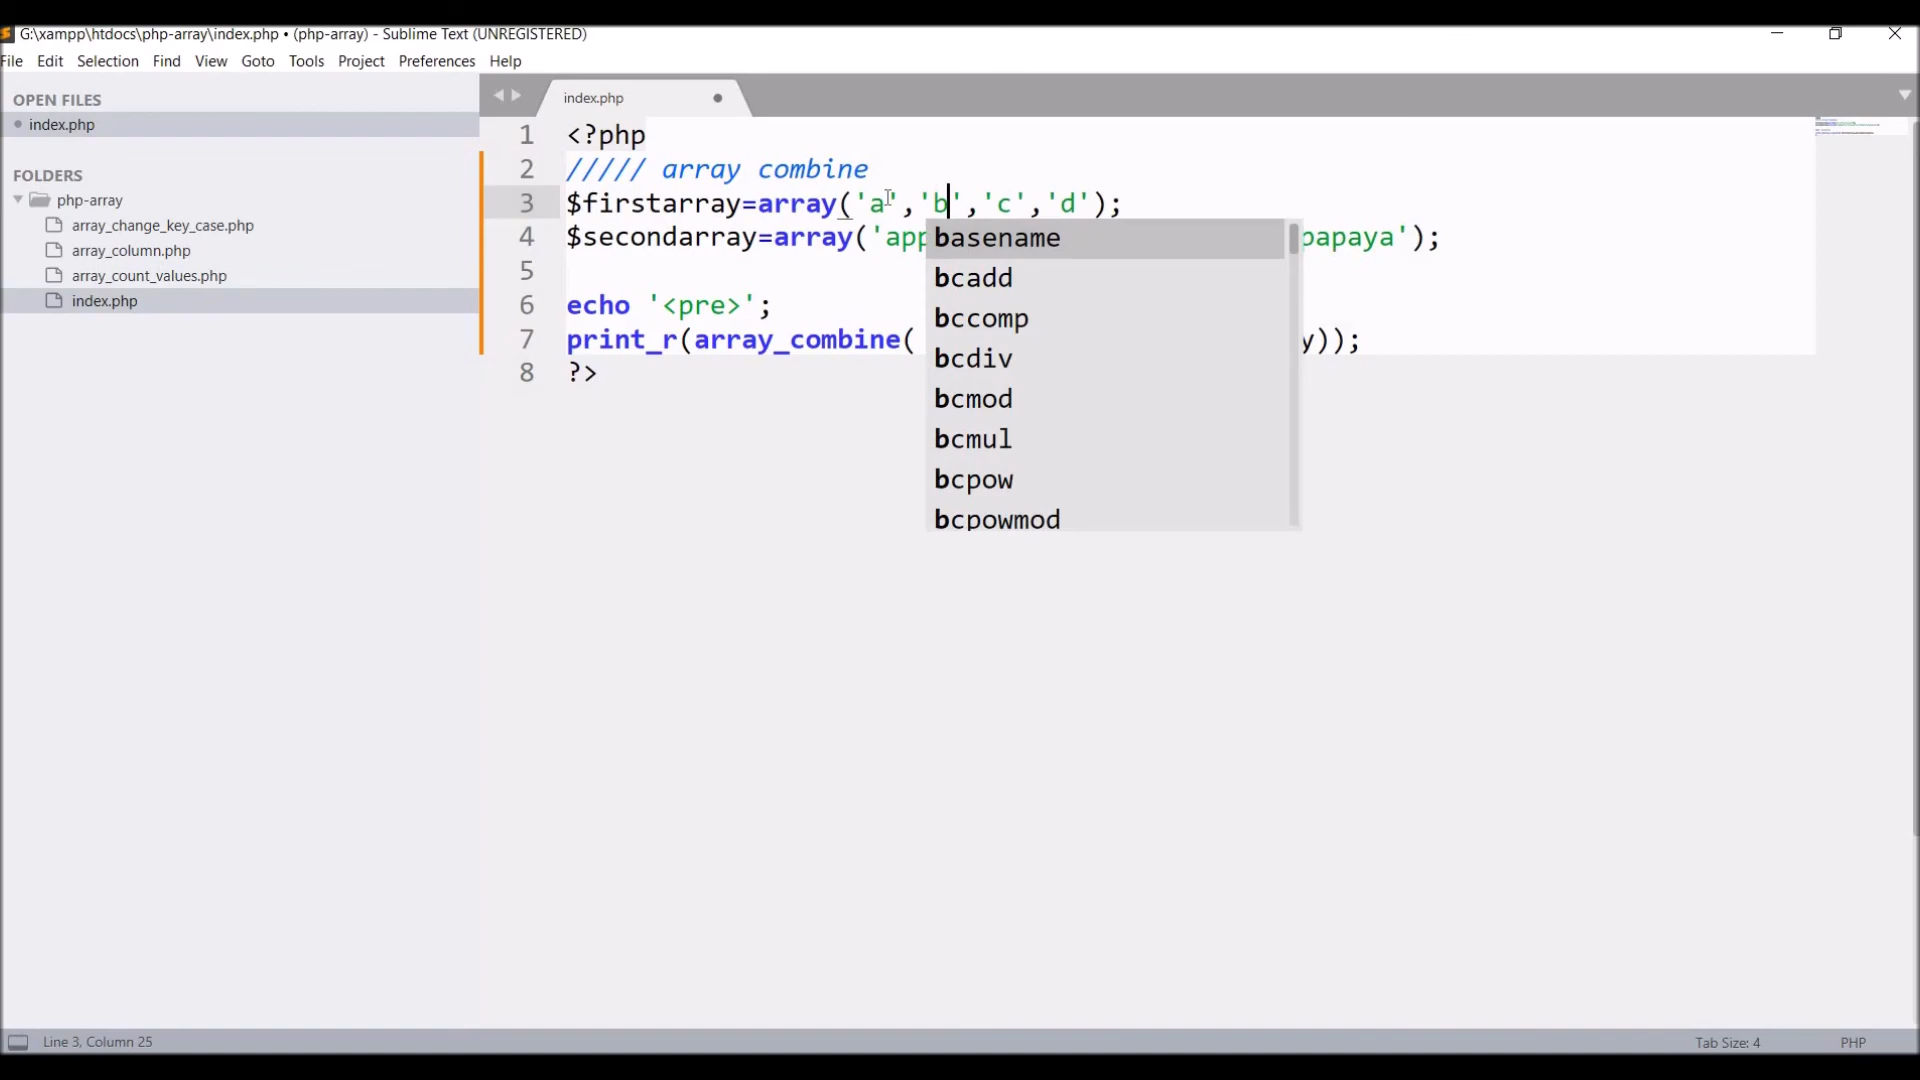 G:\xampp\htdocs\php-array\index.php • (php-array) - Sublime Text (UNREGISTERED)
File Edit Selection Find View Goto Tools Project Preferences Help
OPEN FILES
index.php
FOLDERS
php-array
array_change_key_case.php
array_column.php
array_count_values.php
index.php
index.php
1 <?php
2 ///// array combine
3 $firstarray=array('a','b','c','d');
4 $secondarray=array('app papaya');
5
6 echo '<pre>';
7 print_r(array_combine( y));
8 ?>
basename
bcadd
bccomp
bcdiv
bcmod
bcmul
bcpow
bcpowmod
Line 3, Column 25
Tab Size: 4
PHP